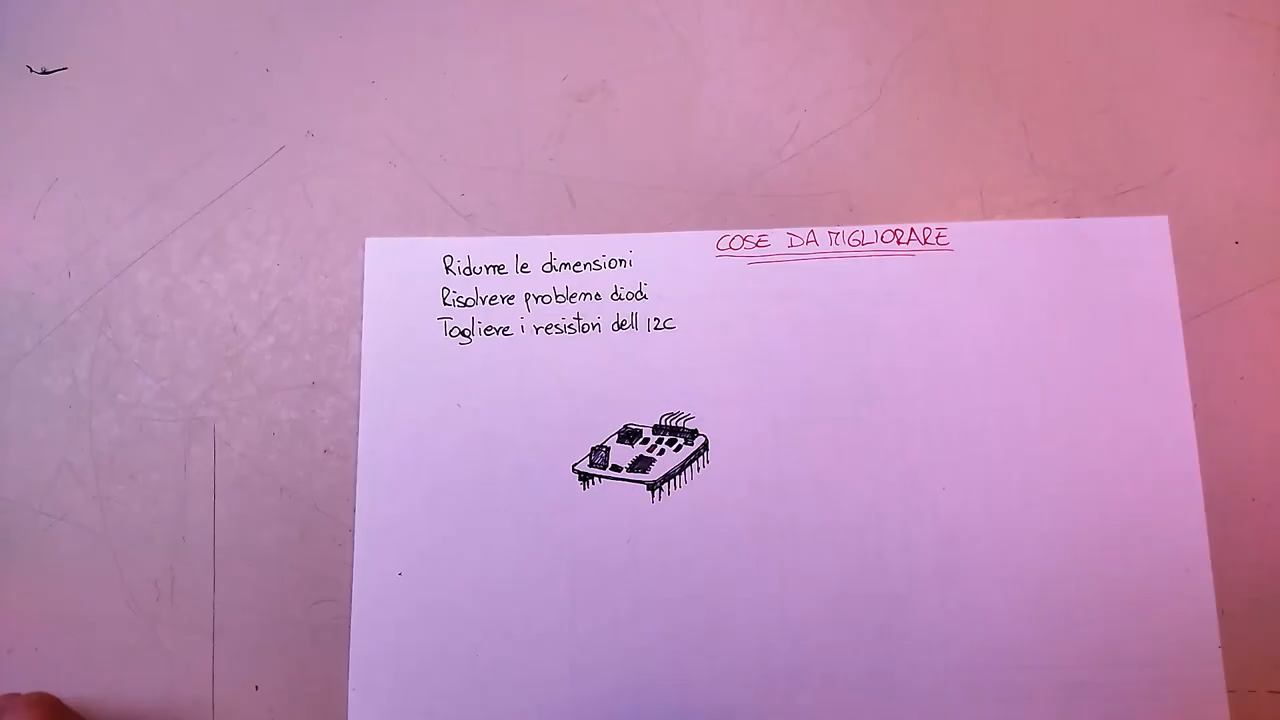 COSE DA MIGLIORARE
Ridurre le dimensioni
Risolvere problema diodi
Togliere i resistori dell I2C